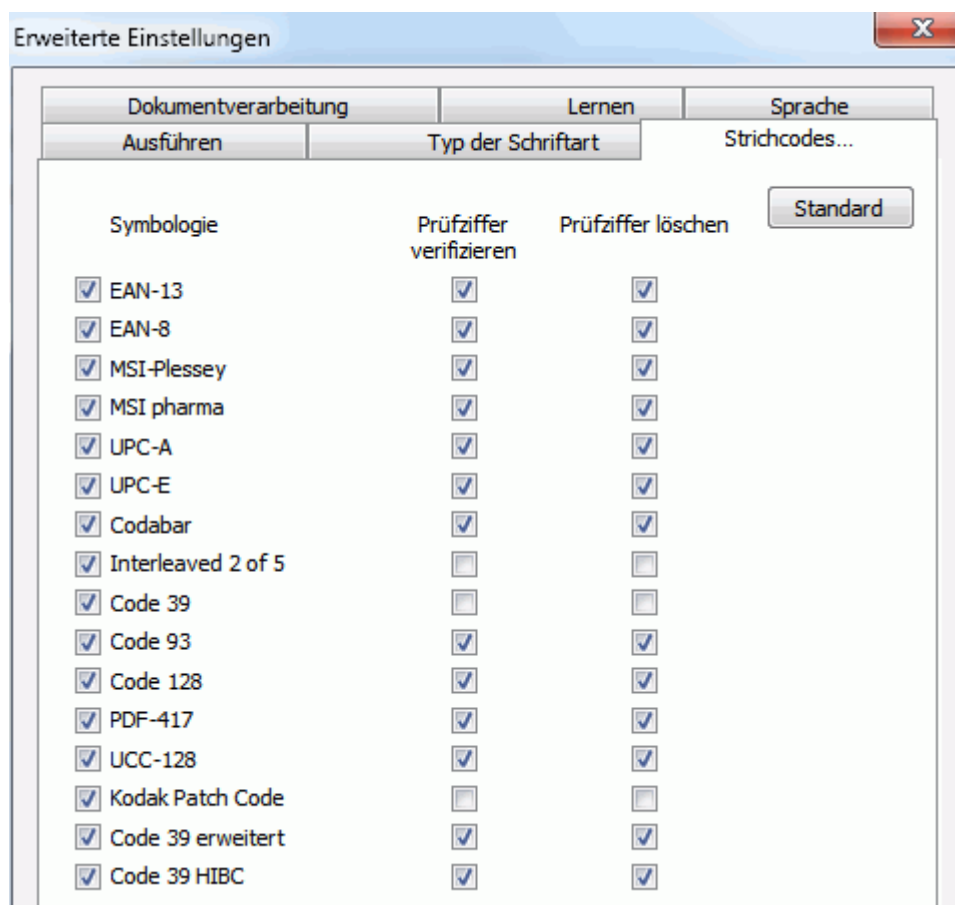 Erweiterte Einstellungen
Dokumentverarbeitung Lernen Sprache
Ausführen Typ der Schriftart Strichcodes...
Standard
Symbologie Prüfziffer verifizieren Prüfziffer löschen
EAN-13
EAN-8
MSI-Plessey
MSI pharma
UPC-A
UPC-E
Codabar
Interleaved 2 of 5
Code 39
Code 93
Code 128
PDF-417
UCC-128
Kodak Patch Code
Code 39 erweitert
Code 39 HIBC